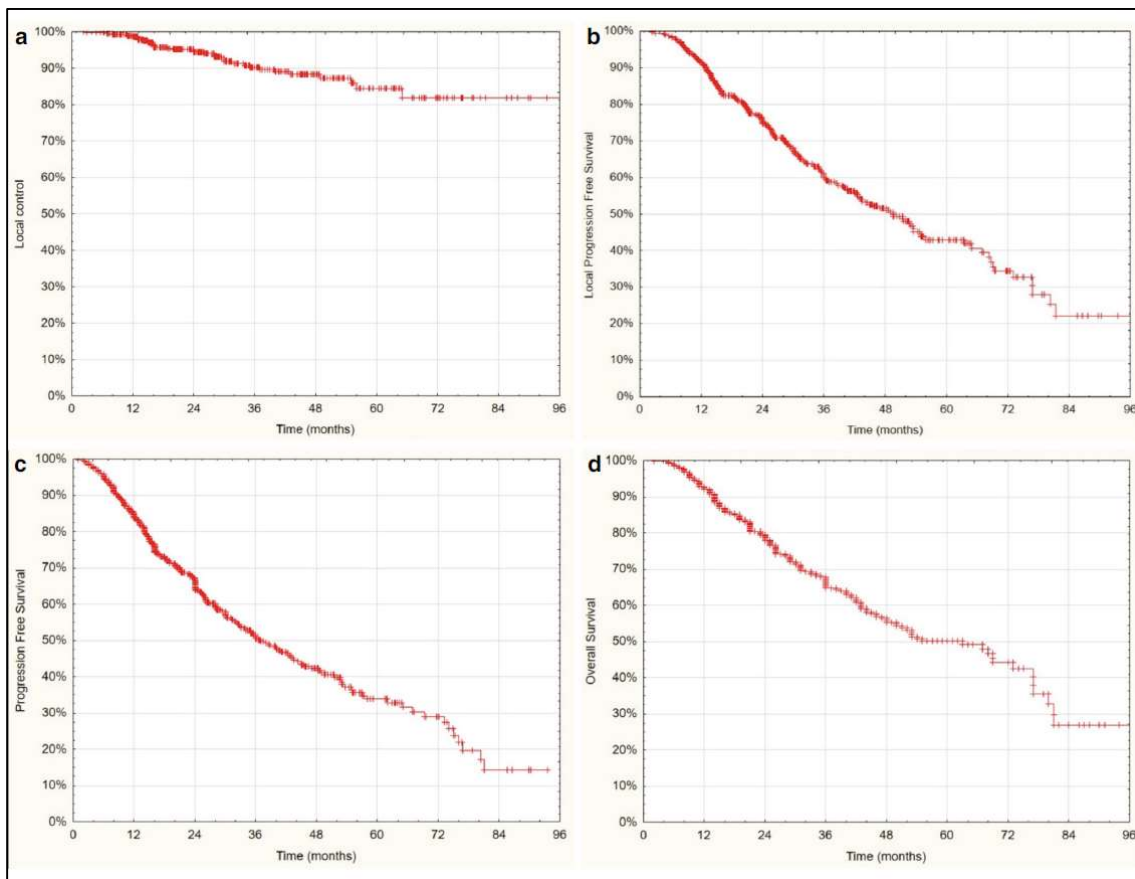 a
100%
90%
80%
70%
60%
50%
40%
30%
20%
10%
0%
Local control
0 12 24 36 48 60 72 84 96
Time (months)
b
100%
90%
80%
70%
60%
50%
40%
30%
20%
10%
0%
Local Progression Free Survival
0 12 24 36 48 60 72 84 96
Time (months)
c
100%
90%
80%
70%
60%
50%
40%
30%
20%
10%
0%
Progression Free Survival
0 12 24 36 48 60 72 84 96
Time (months)
d
100%
90%
80%
70%
60%
50%
40%
30%
20%
10%
0%
Overall Survival
0 12 24 36 48 60 72 84 96
Time (months)